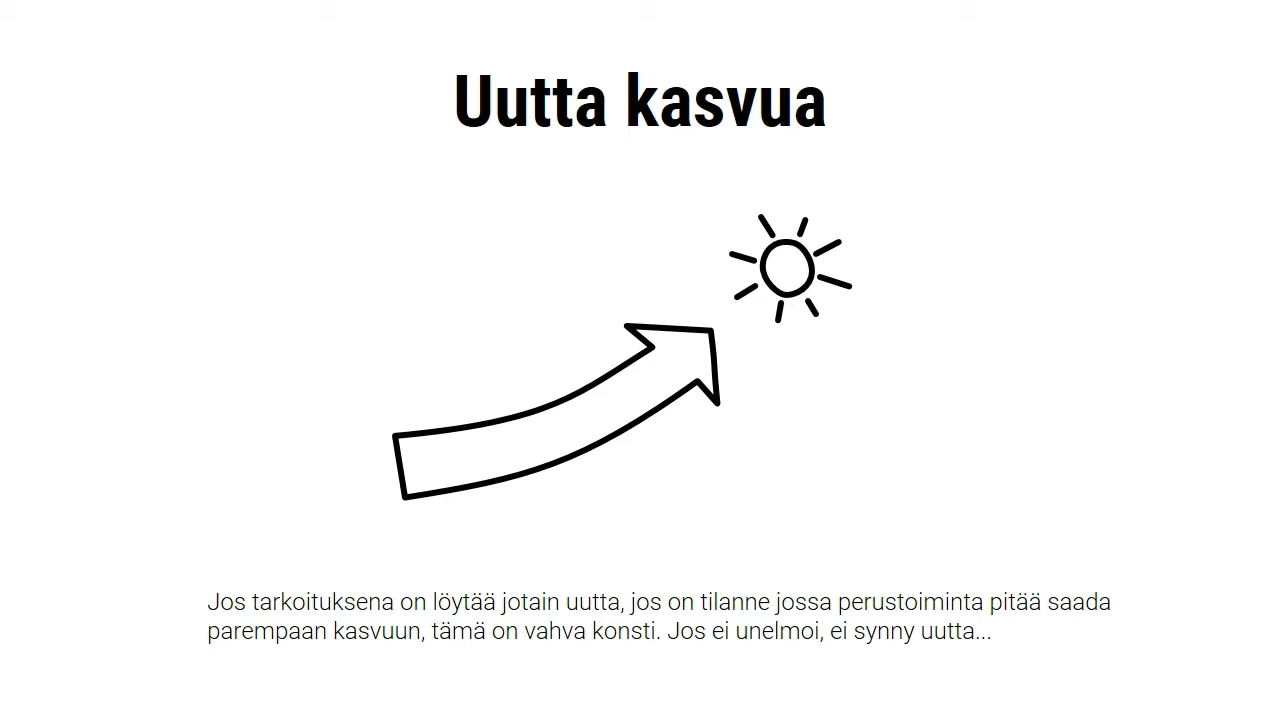 Uutta kasvua
Jos tarkoituksena on löytää jotain uutta, jos on tilanne jossa perustoiminta pitää saada
parempaan kasvuun, tämä on vahva konsti. Jos ei unelmoi, ei synny uutta...